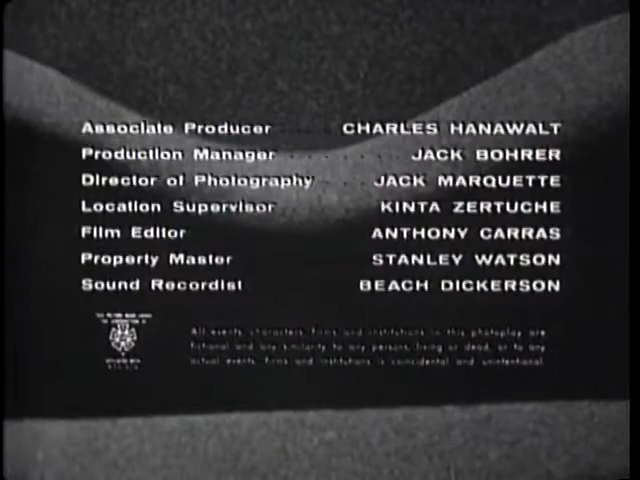 Associate Producer CHARLES HANAWALT
Production Manager . . . . . . JACK BOHRER
Director of Photography . . . JACK MARQUETTE
Location Supervisor KINTA ZERTUCHE
Film Editor ANTHONY CARRAS
Property Master STANLEY WATSON
Sound Recordist BEACH DICKERSON
All events, characters, firms and institutions in this photoplay are
fictional and any similarity to any persons, living or dead, or to any
actual events, firms and institutions is coincidental and unintentional.